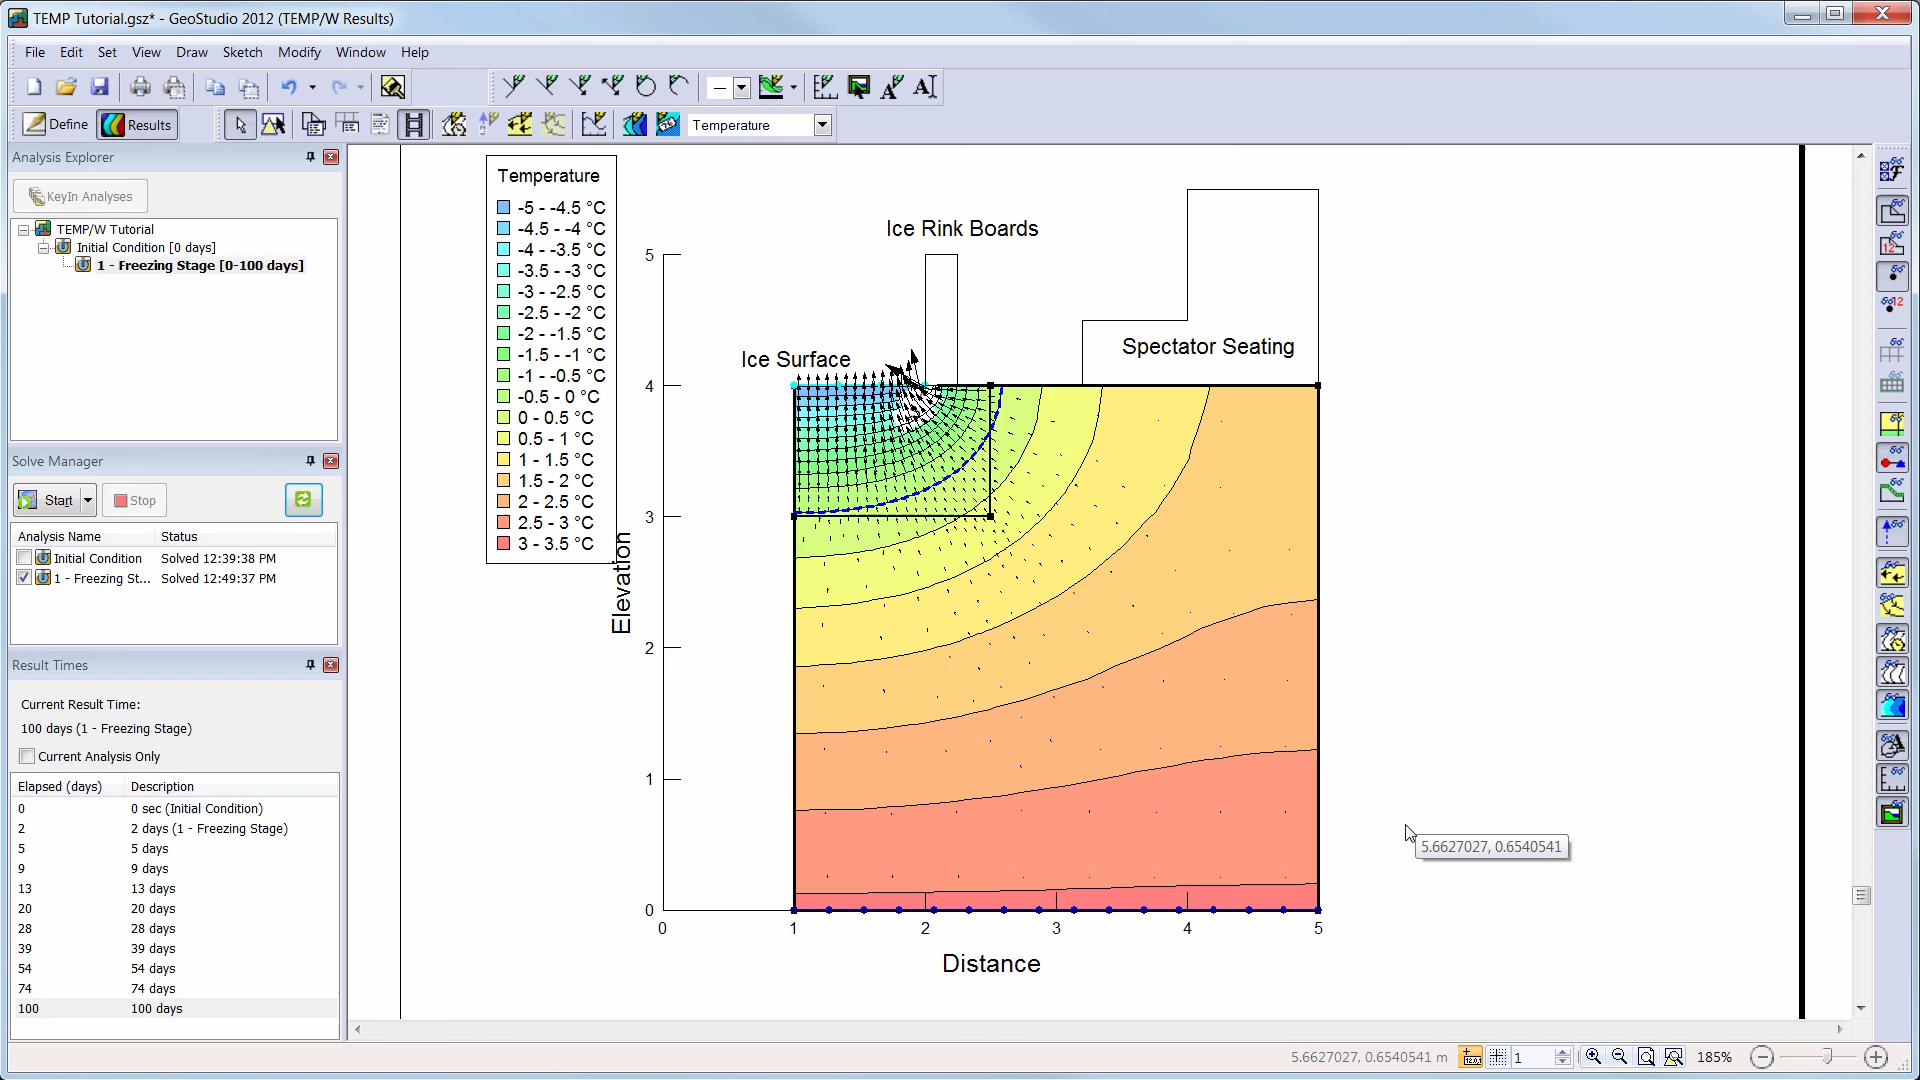 TEMP Tutorial.gsz* - GeoStudio 2012 (TEMP/W Results)
File Edit Set View Draw Sketch Modify Window Help
Define Results Temperature
Analysis Explorer
KeyIn Analyses
TEMP/W Tutorial
Initial Condition [0 days]
1 - Freezing Stage [0-100 days]
Solve Manager
Start Stop
Analysis Name Status
Initial Condition Solved 12:39:38 PM
1 - Freezing St... Solved 12:49:37 PM
Result Times
Current Result Time:
100 days (1 - Freezing Stage)
Current Analysis Only
Elapsed (days) Description
0 0 sec (Initial Condition)
2 2 days (1 - Freezing Stage)
5 5 days
9 9 days
13 13 days
20 20 days
28 28 days
39 39 days
54 54 days
74 74 days
100 100 days
Temperature
-5 - -4.5 °C
-4.5 - -4 °C
-4 - -3.5 °C
-3.5 - -3 °C
-3 - -2.5 °C
-2.5 - -2 °C
-2 - -1.5 °C
-1.5 - -1 °C
-1 - -0.5 °C
-0.5 - 0 °C
0 - 0.5 °C
0.5 - 1 °C
1 - 1.5 °C
1.5 - 2 °C
2 - 2.5 °C
2.5 - 3 °C
3 - 3.5 °C
Ice Rink Boards
Ice Surface
Spectator Seating
Elevation
5
4
3
2
1
0
0 1 2 3 4 5
Distance
5.6627027, 0.6540541
5.6627027, 0.6540541 m 1 185%